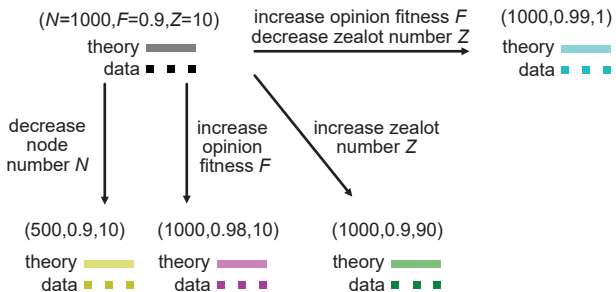 (N=1000,F=0.9,Z=10)
theory
data
increase opinion fitness F
decrease zealot number Z
(1000,0.99,1)
theory
data
decrease
node
number N
increase
opinion
fitness F
increase zealot
number Z
(500,0.9,10)
theory
data
(1000,0.98,10)
theory
data
(1000,0.9,90)
theory
data